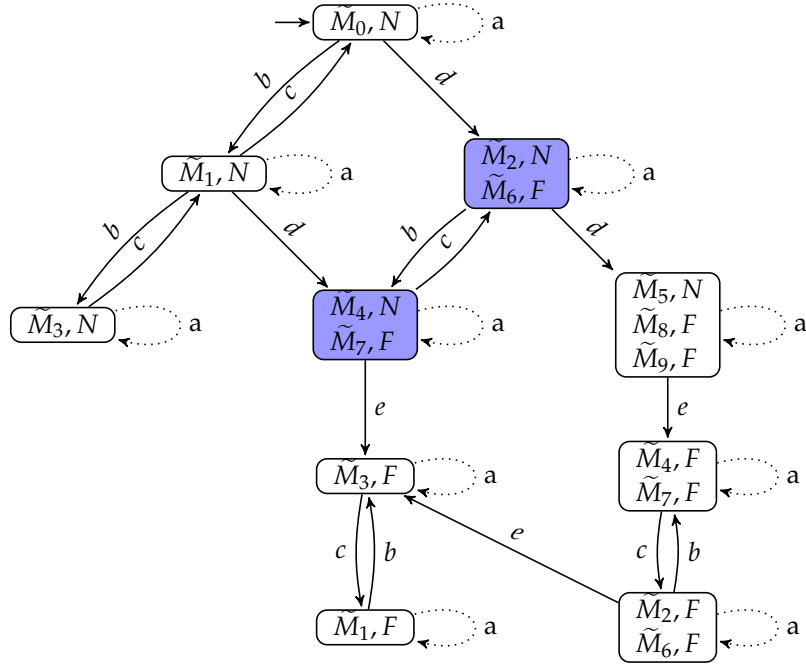 M̃₀, N
a
b
c
d
M̃₁, N
a
M̃₂, N
M̃₆, F
a
b
c
d
b
c
d
M̃₃, N
a
M̃₄, N
M̃₇, F
a
M̃₅, N
M̃₈, F
M̃₉, F
a
e
e
M̃₃, F
a
M̃₄, F
M̃₇, F
a
c
b
e
c
b
M̃₁, F
a
M̃₂, F
M̃₆, F
a